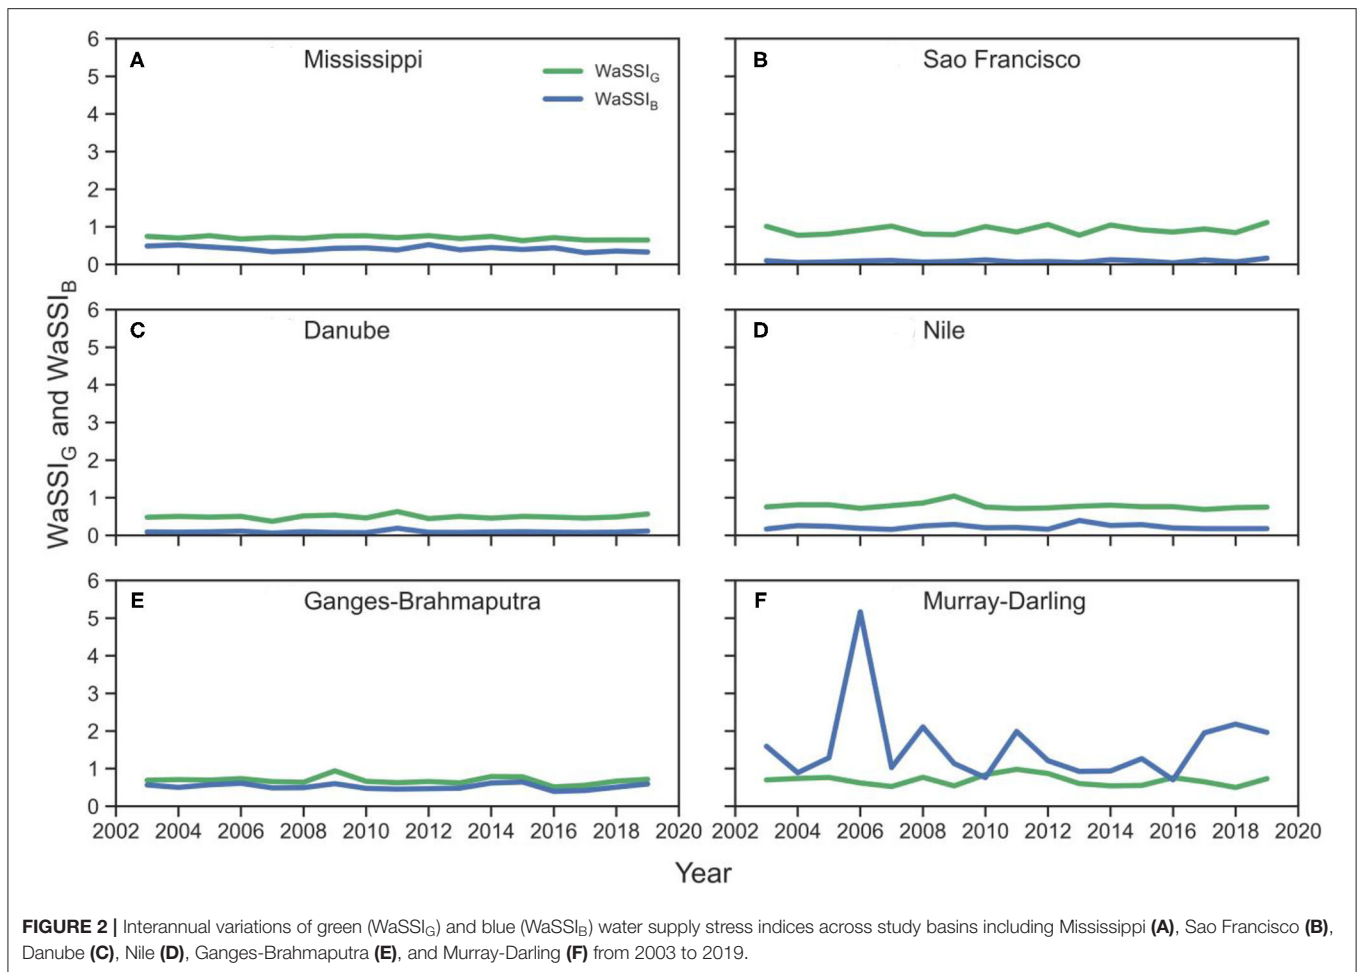 A
Mississippi
WaSSI_G
WaSSI_B
6
5
4
3
2
1
0
2002 2004 2006 2008 2010 2012 2014 2016 2018 2020
B
Sao Francisco
2002 2004 2006 2008 2010 2012 2014 2016 2018 2020
C
Danube
6
5
4
3
2
1
0
D
Nile
WaSSI_G and WaSSI_B
E
Ganges-Brahmaputra
6
5
4
3
2
1
0
F
Murray-Darling
Year
FIGURE 2 | Interannual variations of green (WaSSI_G) and blue (WaSSI_B) water supply stress indices across study basins including Mississippi (A), Sao Francisco (B),
Danube (C), Nile (D), Ganges-Brahmaputra (E), and Murray-Darling (F) from 2003 to 2019.